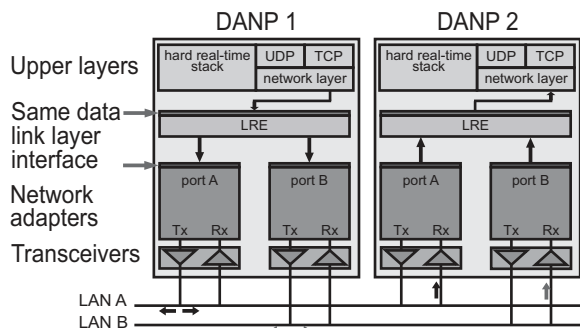 DANP 1 DANP 2
Upper layers
hard real-time
stack
UDP TCP
network layer
hard real-time
stack
UDP TCP
network layer
Same data
link layer
interface
LRE LRE
Network
adapters
port A port B port A port B
Tx Rx Tx Rx Tx Rx Tx Rx
Transceivers
LAN A
LAN B